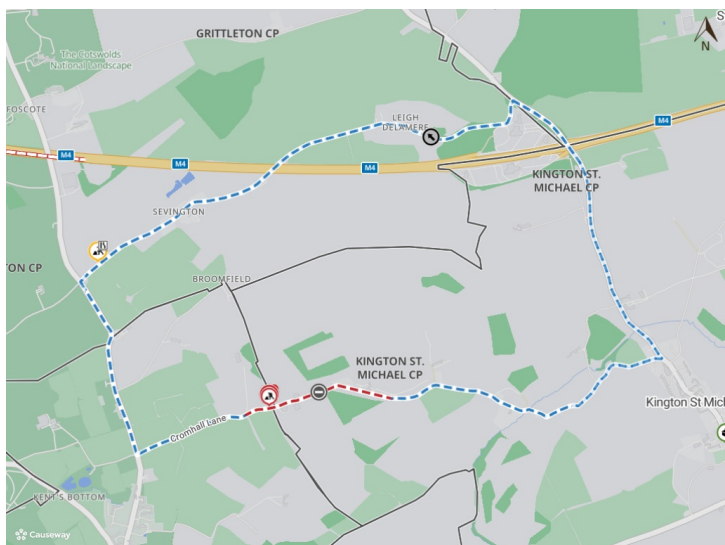 GRITTLETON CP
S
N
The Cotswolds
National Landscape
FOSCOTE
LEIGH
DELAMERE
M4
M4
M4
M4
KINGTON ST.
MICHAEL CP
SEVINGTON
TON CP
BROOMFIELD
KINGTON ST.
MICHAEL CP
Kington St Mich
Cromhall Lane
KENT'S BOTTOM
Causeway